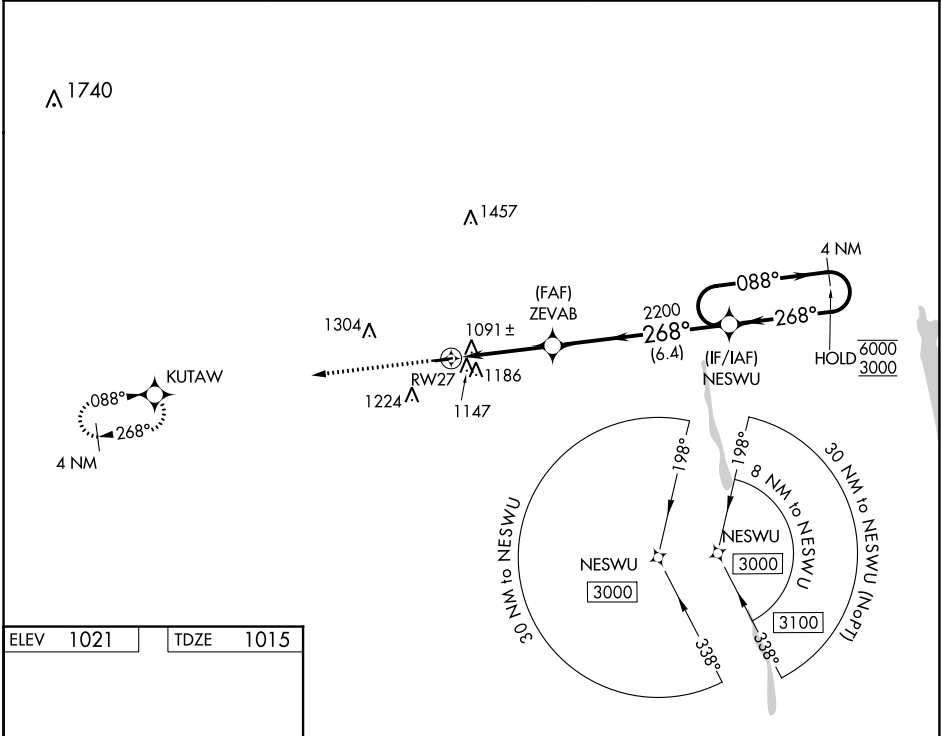 1740
1457
4 NM
088°
(FAF)
ZEVAB
2200
268°
268°
(6.4)
1304
1091 ±
HOLD
6000
3000
(IF/IAF)
NESWU
KUTAW
RW27
1186
088°
268°
1224
1147
4 NM
198°
198°
30 NM to NESWU
30 NM to NESWU (NoPT)
8 NM to NESWU
NESWU
NESWU
3000
3000
3100
338°
338°
ELEV 1021
TDZE 1015